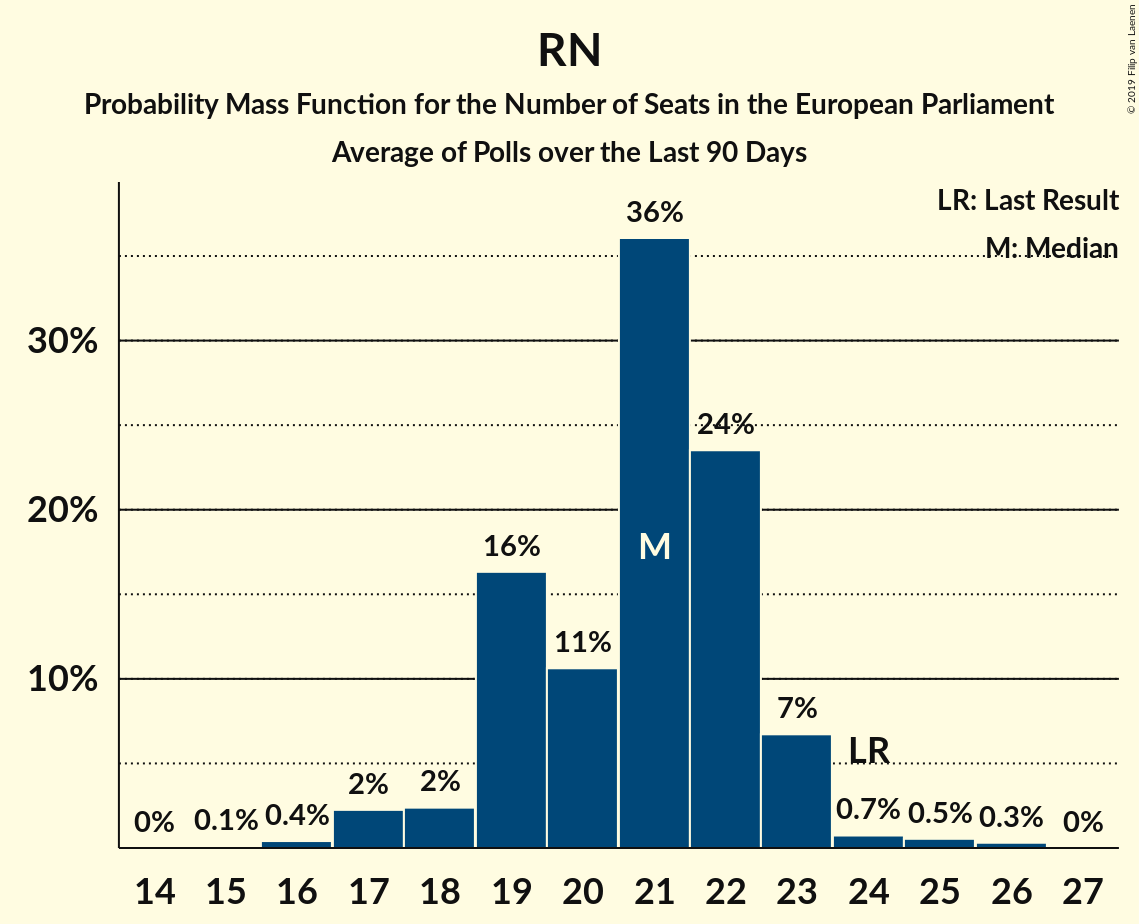 RN
Probability Mass Function for the Number of Seats in the European Parliament
Average of Polls over the Last 90 Days
© 2019 Filip van Laenen
LR: Last Result
M: Median
36%
30%
24%
20%
16%
M
11%
10%
7%
LR
2%
2%
0%
0.1%
0.4%
0.7%
0.5%
0.3%
0%
14 15 16 17 18 19 20 21 22 23 24 25 26 27